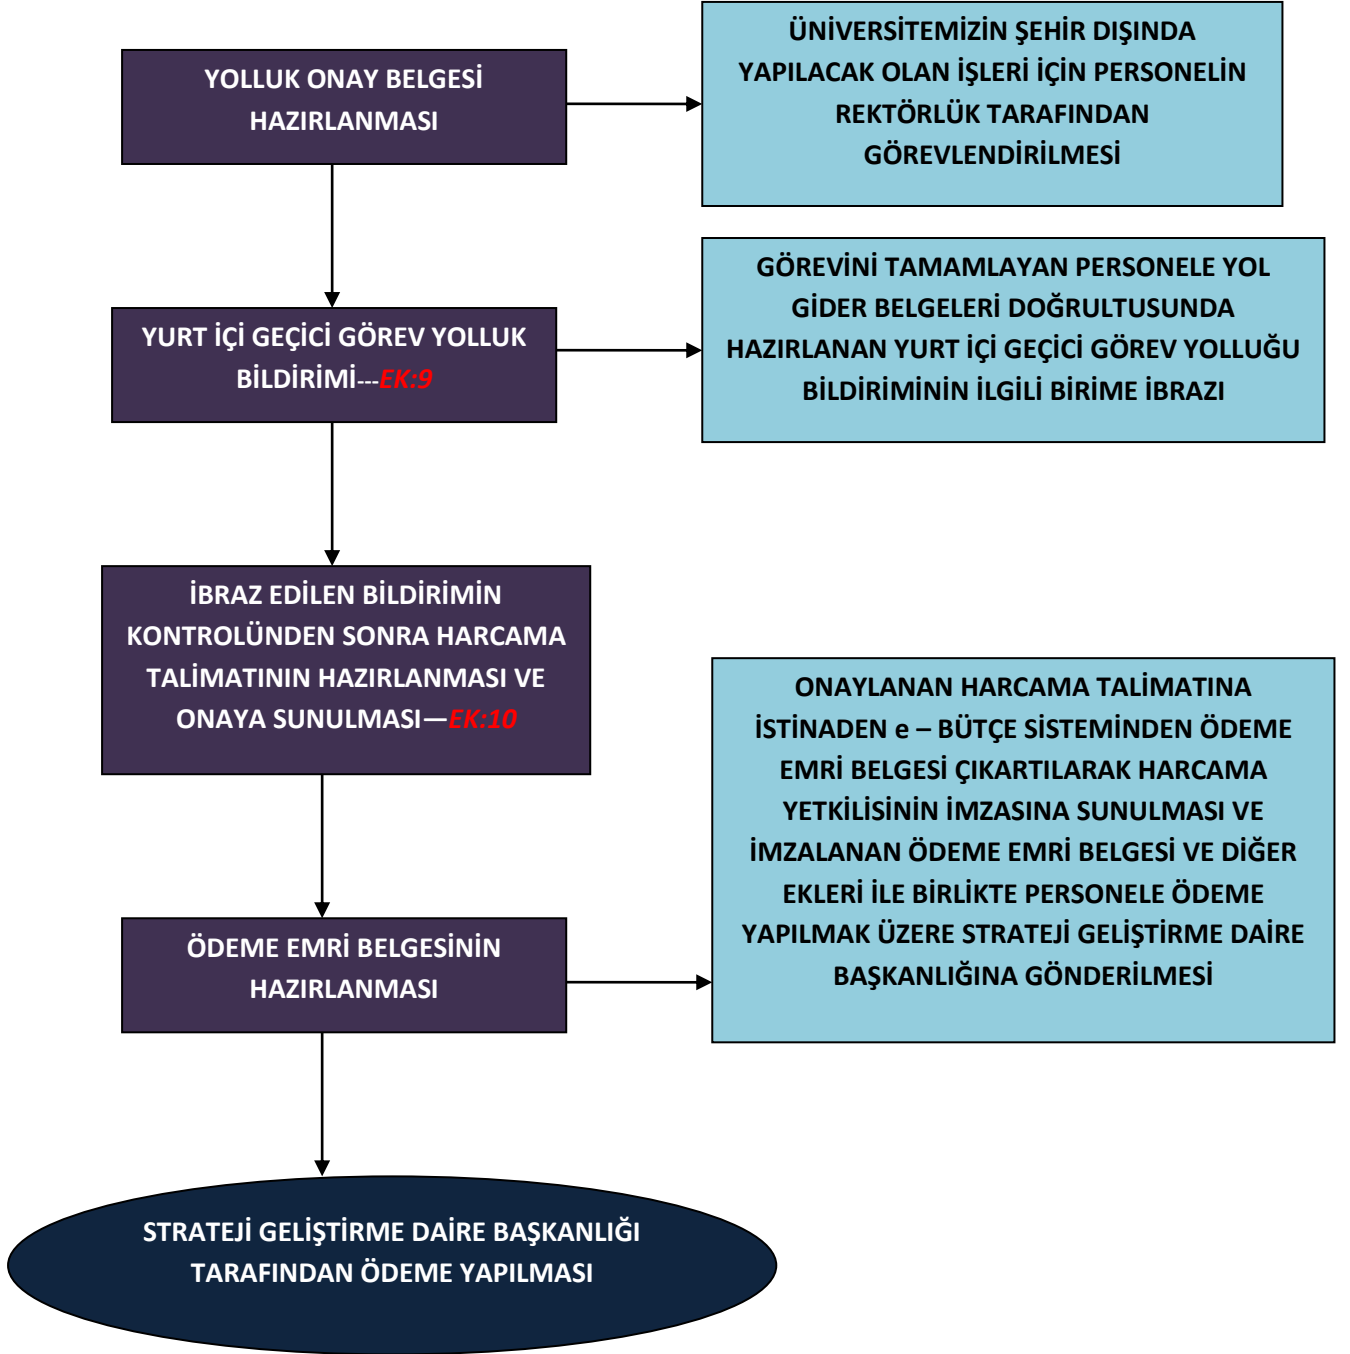 YOLLUK ONAY BELGESİ
HAZIRLANMASI
ÜNİVERSİTEMİZİN ŞEHİR DIŞINDA
YAPILACAK OLAN İŞLERİ İÇİN PERSONELİN
REKTÖRLÜK TARAFINDAN
GÖREVLENDİRİLMESİ
YURT İÇİ GEÇİCİ GÖREV YOLLUK
BİLDİRİMİ---EK:9
GÖREVİNİ TAMAMLAYAN PERSONELE YOL
GİDER BELGELERİ DOĞRULTUSUNDA
HAZIRLANAN YURT İÇİ GEÇİCİ GÖREV YOLLUĞU
BİLDİRİMİNİN İLGİLİ BİRİME İBRAZI
İBRAZ EDİLEN BİLDİRİMİN
KONTROLÜNDEN SONRA HARCAMA
TALİMATININ HAZIRLANMASI VE
ONAYA SUNULMASI—EK:10
ÖDEME EMRİ BELGESİNİN
HAZIRLANMASI
ONAYLANAN HARCAMA TALİMATINA
İSTİNADEN e – BÜTÇE SİSTEMİNDEN ÖDEME
EMRİ BELGESİ ÇIKARTILARAK HARCAMA
YETKİLİSİNİN İMZASINA SUNULMASI VE
İMZALANAN ÖDEME EMRİ BELGESİ VE DİĞER
EKLERİ İLE BİRLİKTE PERSONELE ÖDEME
YAPILMAK ÜZERE STRATEJİ GELİŞTİRME DAİRE
BAŞKANLIĞINA GÖNDERİLMESİ
STRATEJİ GELİŞTİRME DAİRE BAŞKANLIĞI
TARAFINDAN ÖDEME YAPILMASI